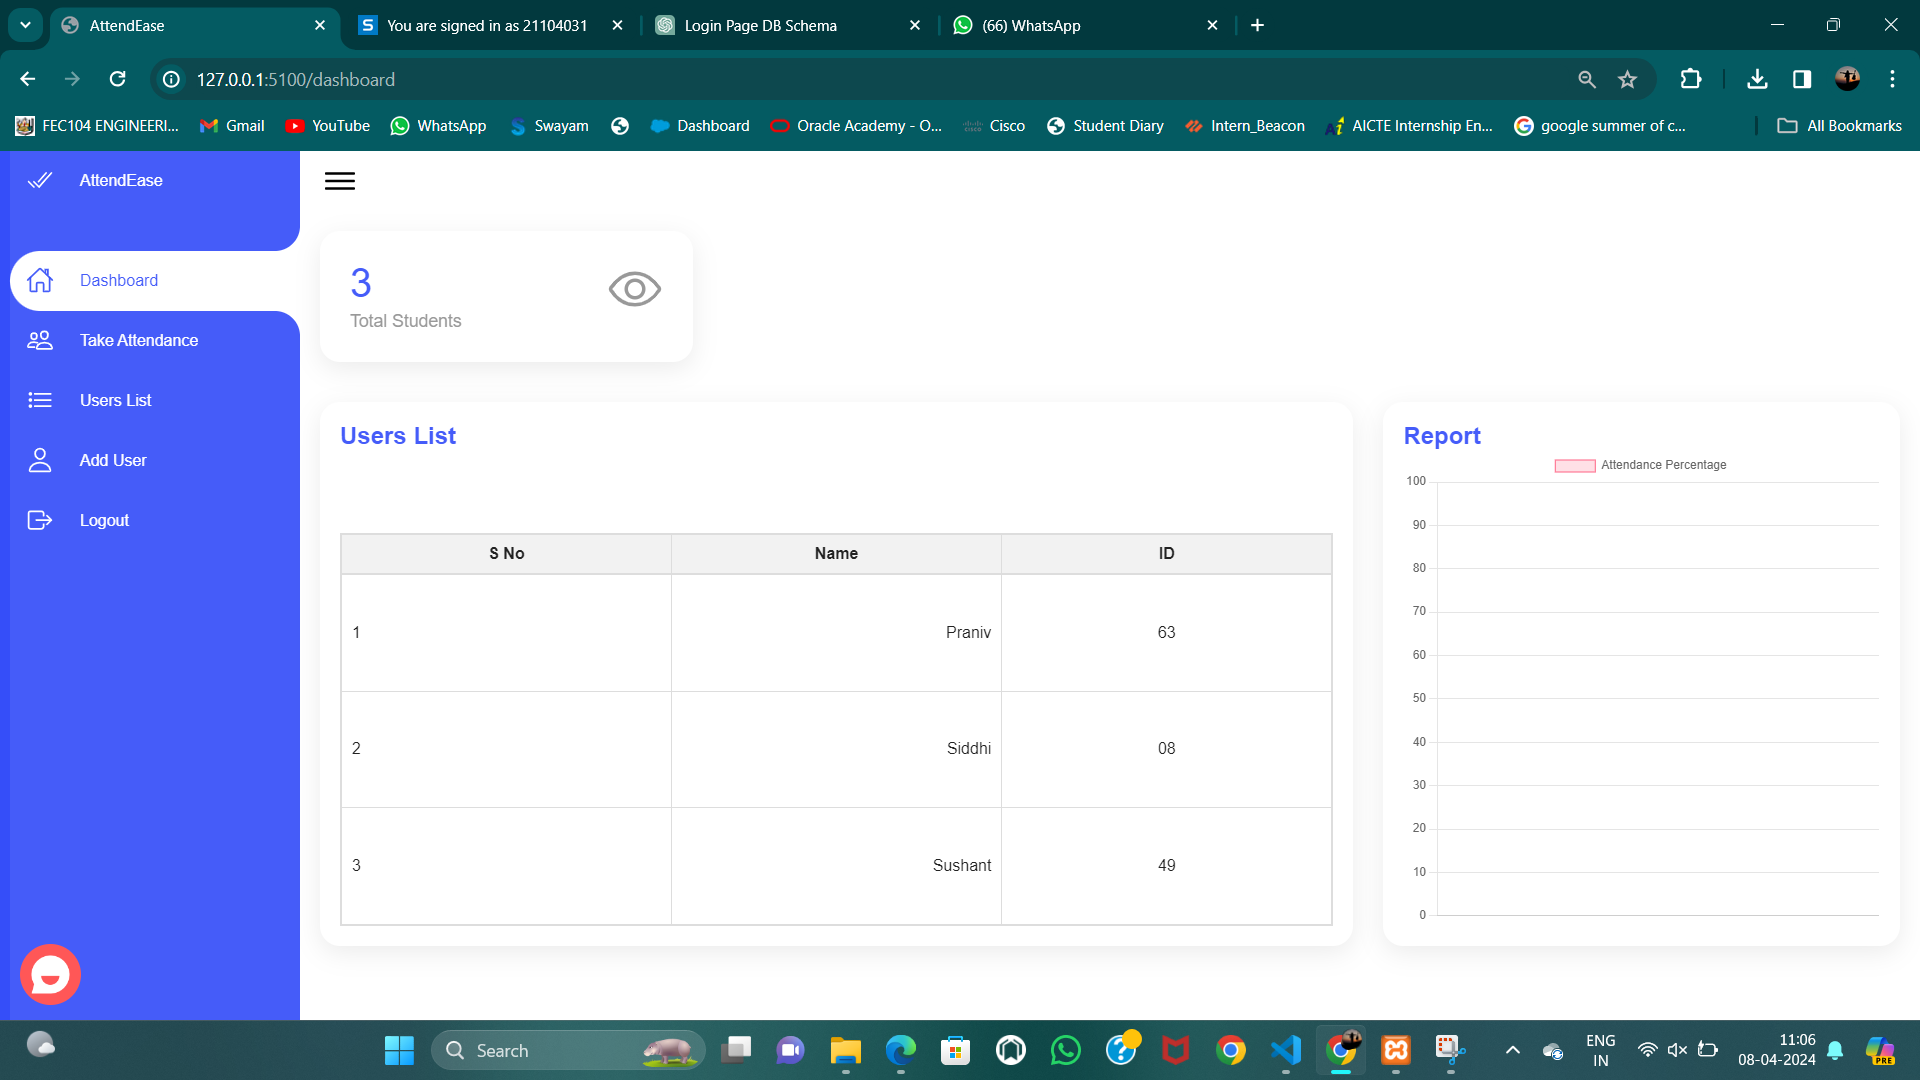 AttendEase
You are signed in as 21104031
Login Page DB Schema
(66) WhatsApp
127.0.0.1:5100/dashboard
FEC104 ENGINEERI...
Gmail
YouTube
WhatsApp
Swayam
Dashboard
Oracle Academy - O...
Cisco
Student Diary
Intern_Beacon
AICTE Internship En...
google summer of c...
All Bookmarks
AttendEase
Dashboard
Take Attendance
Users List
Add User
Logout
3
Total Students
Users List
S No Name ID
1 Praniv 63
2 Siddhi 08
3 Sushant 49
Report
Attendance Percentage
100
90
80
70
60
50
40
30
20
10
0
Search
ENG
IN
11:06
08-04-2024
PRE